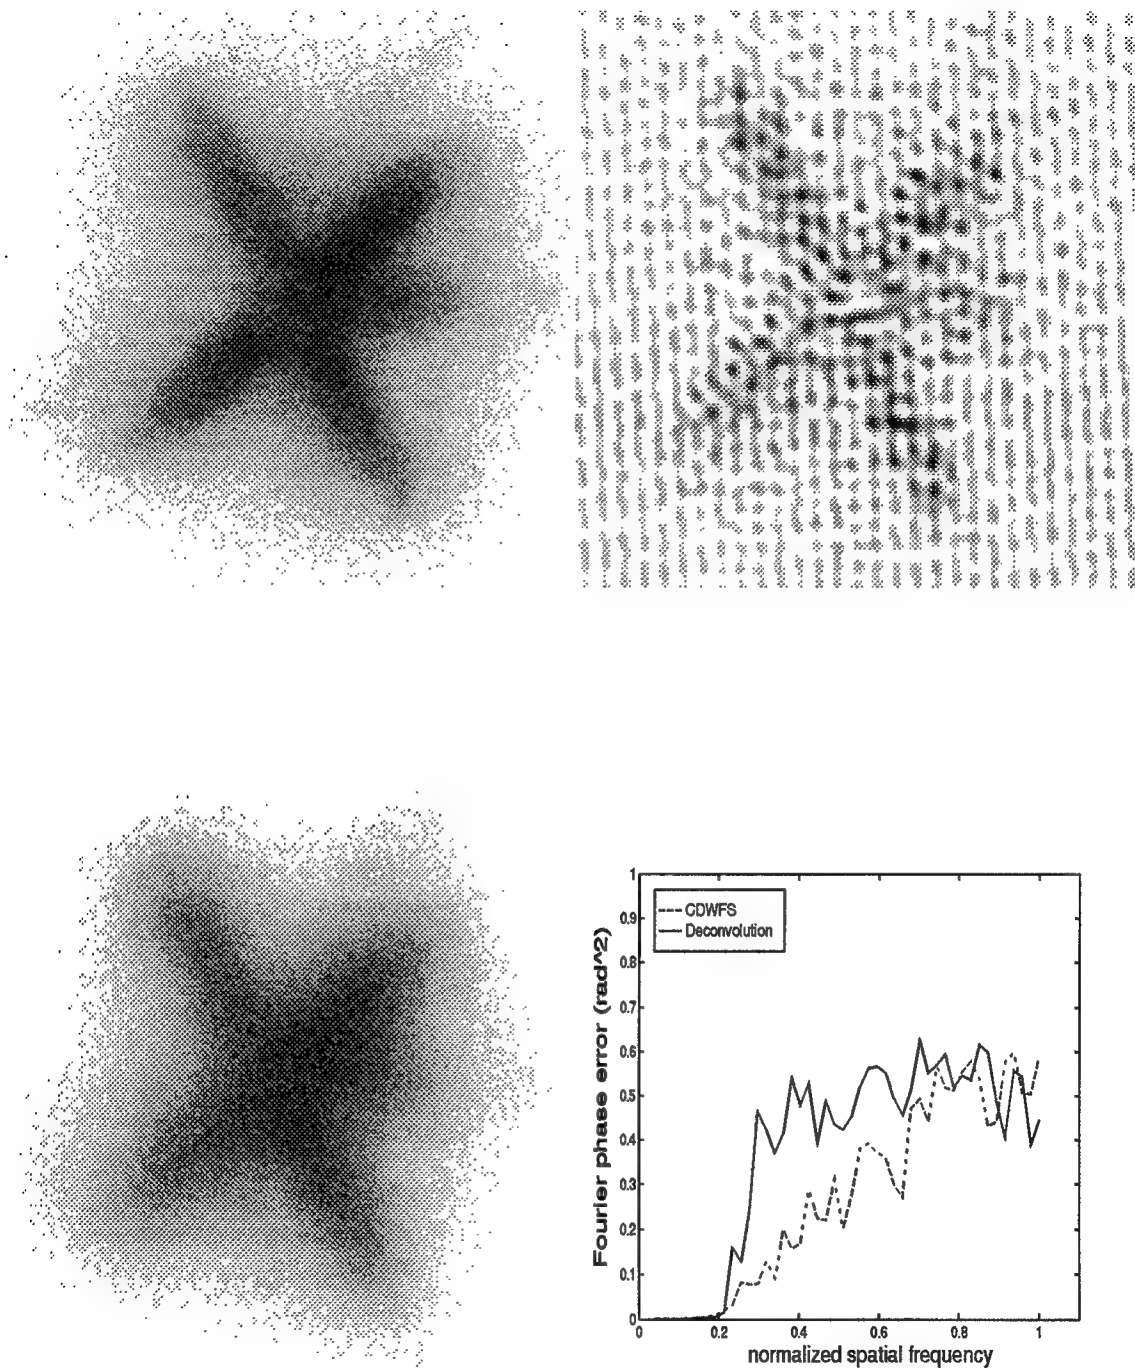 1
0.9
0.8
0.7
0.6
0.5
0.4
0.3
0.2
0.1
0
CDWFS
Deconvolution
Fourier phase error (rad^2)
0 0.2 0.4 0.6 0.8 1
normalized spatial frequency